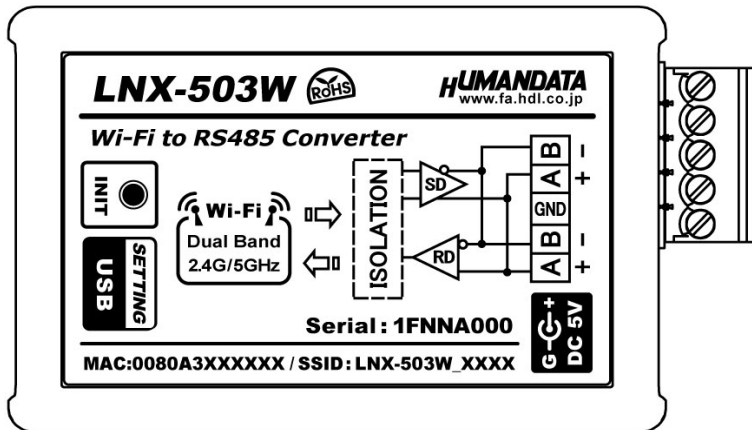 LNX-503W RoHS HUMANDATA
www.fa.hdl.co.jp
Wi-Fi to RS485 Converter
INIT
SETTING
USB
Wi-Fi
Dual Band
2.4G/5GHz
ISOLATION
SD
RD
B -
A +
GND
B -
A +
G +
DC 5V
Serial : 1FNNA000
MAC:0080A3XXXXXX / SSID : LNX-503W_XXXX